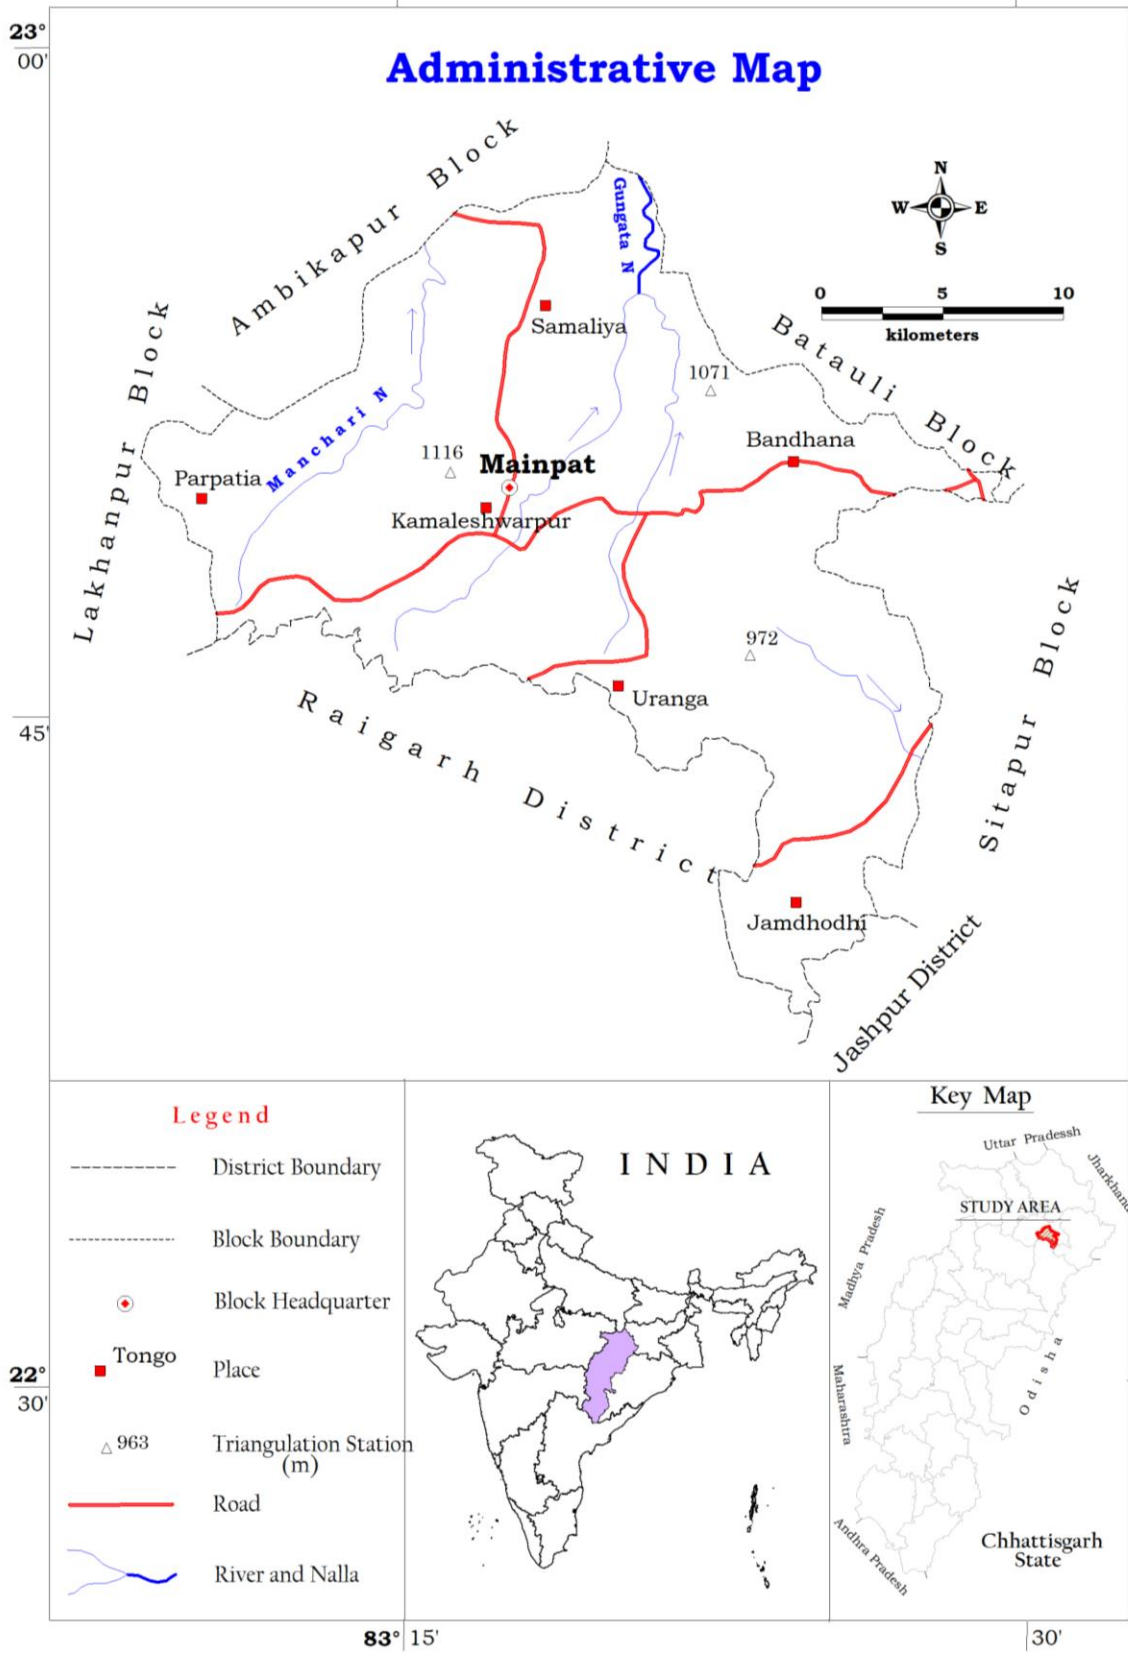 23°
00'
Administrative Map
Ambikapur Block
Gungata N
N
W E
S
0 5 10
kilometers
Lakhanpur Block
Samaliya
Batauli Block
1071
Manchari N
Bandhana
1116
Mainpat
Parpatia
Kamaleshwarpur
Sitapur Block
972
Uranga
45'
Raigarh District
Jamdhodhi
Jashpur District
Legend
District Boundary
Block Boundary
Block Headquarter
Tongo
Place
963
Triangulation Station
(m)
Road
River and Nalla
INDIA
Key Map
Uttar Pradessh
Jharkhand
STUDY AREA
Madhya Pradesh
Odisha
Maharashtra
Andhra Pradesh
Chhattisgarh
State
22°
30'
83° 15'
30'